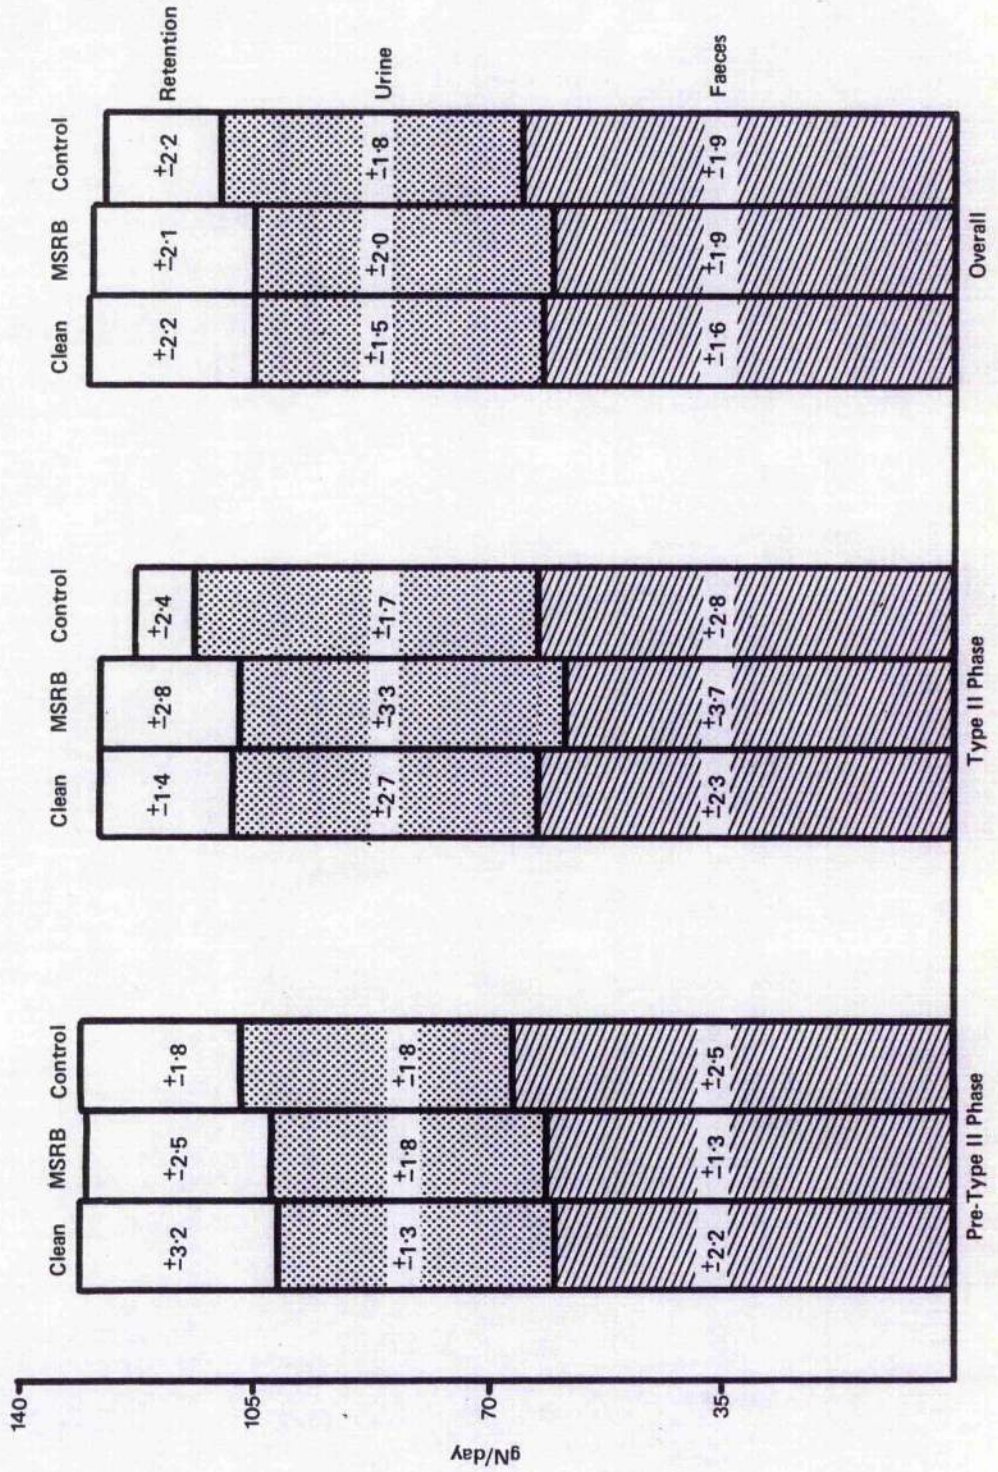 140
105
70
35
gN/day
Clean MSRB Control
±3·2 ±2·5 ±1·8
±1·3 ±1·8 ±1·8
±2·2 ±1·3 ±2·5
Pre-Type II Phase
Clean MSRB Control
±1·4 ±2·8 ±2·4
±2·7 ±3·3 ±1·7
±2·3 ±3·7 ±2·8
Type II Phase
Clean MSRB Control
±2·2 ±2·1 ±2·2 Retention
±1·5 ±2·0 ±1·8 Urine
±1·6 ±1·9 ±1·9 Faeces
Overall